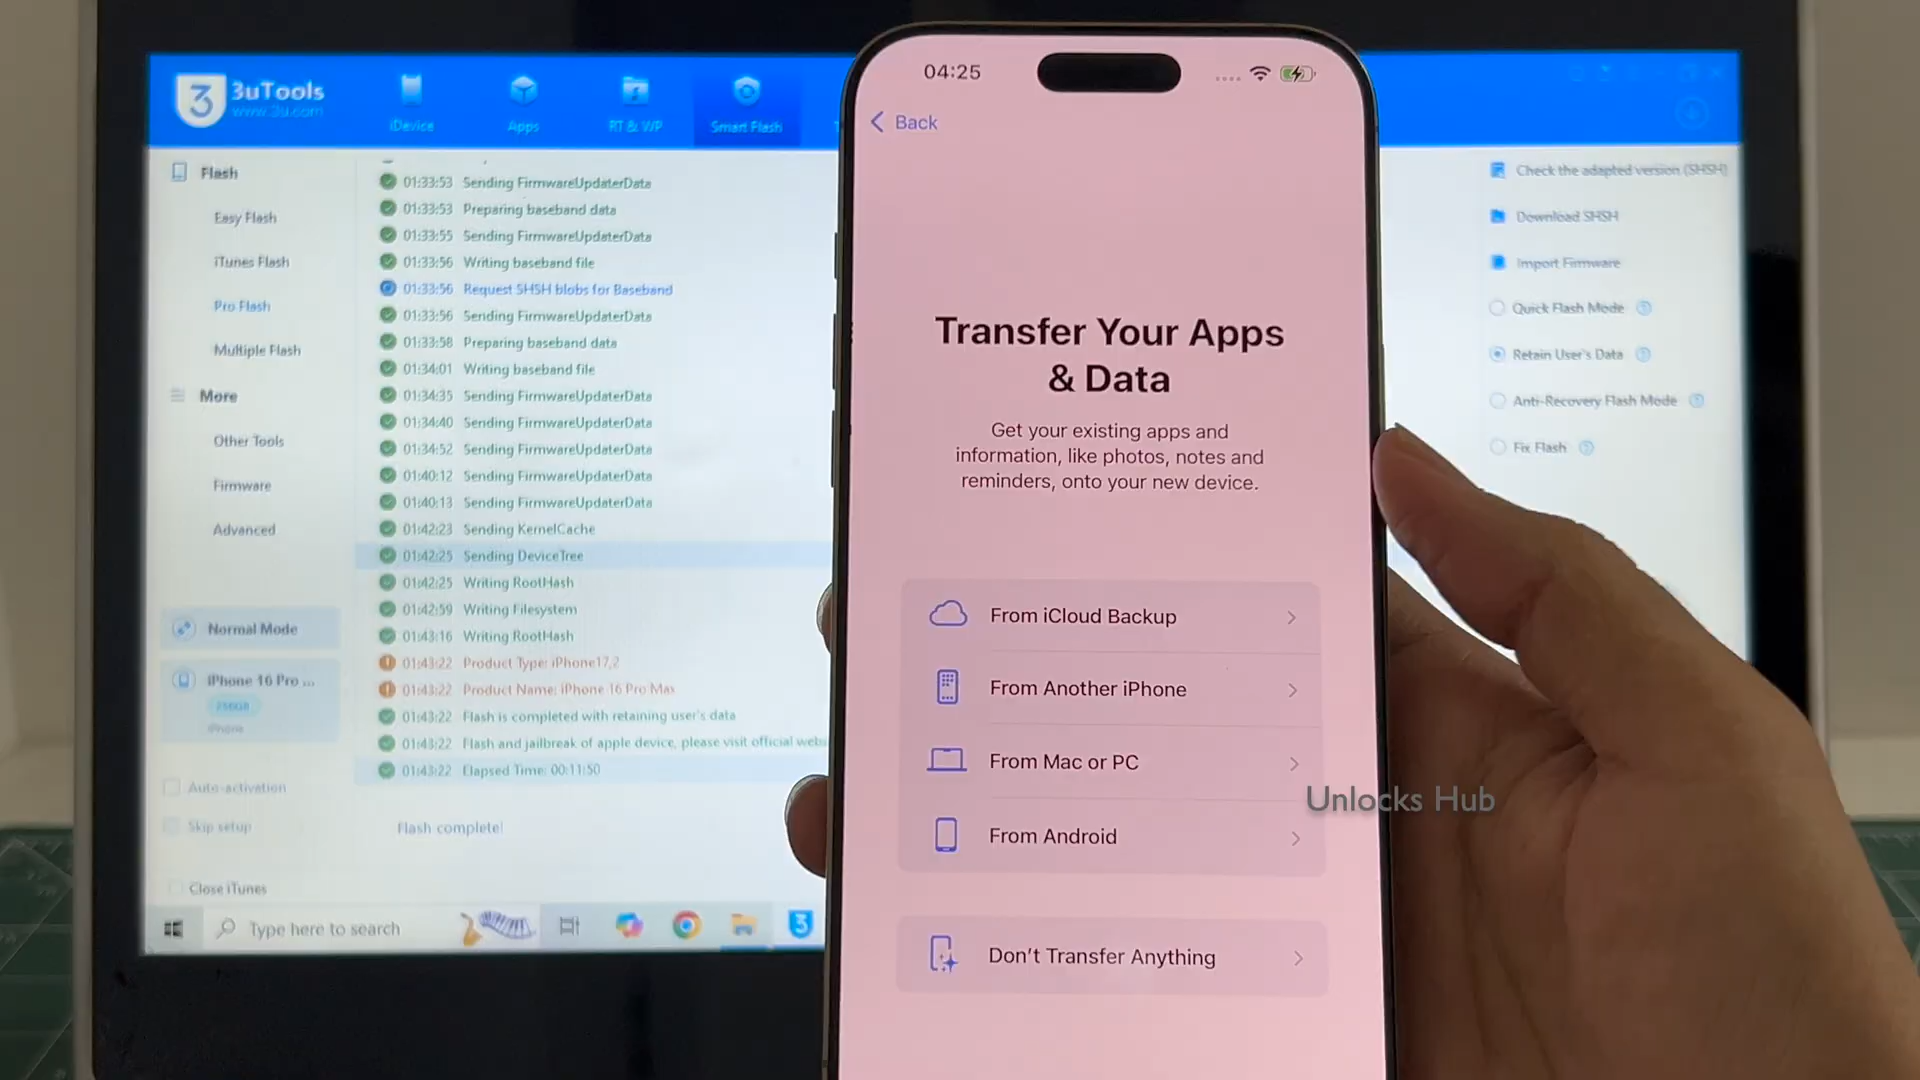 3uTools
www.3u.com
iDevice
Apps
RT & WP
Smart Flash
Flash
Easy Flash
iTunes Flash
Pro Flash
Multiple Flash
More
Other Tools
Firmware
Advanced
Normal Mode
iPhone 16 Pro ...
256GB
iPhone
Auto-activation
Skip setup
Close iTunes
01:33:53 Sending FirmwareUpdaterData
01:33:53 Preparing baseband data
01:33:55 Sending FirmwareUpdaterData
01:33:56 Writing baseband file
01:33:56 Request SHSH blobs for Baseband
01:33:56 Sending FirmwareUpdaterData
01:33:58 Preparing baseband data
01:34:01 Writing baseband file
01:34:35 Sending FirmwareUpdaterData
01:34:40 Sending FirmwareUpdaterData
01:34:52 Sending FirmwareUpdaterData
01:40:12 Sending FirmwareUpdaterData
01:40:13 Sending FirmwareUpdaterData
01:42:23 Sending KernelCache
01:42:25 Sending DeviceTree
01:42:25 Writing RootHash
01:42:59 Writing Filesystem
01:43:16 Writing RootHash
01:43:22 Product Type: iPhone17,2
01:43:22 Product Name: iPhone 16 Pro Max
01:43:22 Flash is completed with retaining user's data
01:43:22 Flash and jailbreak of apple device, please visit official webs
01:43:22 Elapsed Time: 00:11:50
Flash complete!
Type here to search
04:25
Back
Transfer Your Apps
& Data
Get your existing apps and
information, like photos, notes and
reminders, onto your new device.
From iCloud Backup
From Another iPhone
From Mac or PC
From Android
Don't Transfer Anything
Check the adapted version (SHSH)
Download SHSH
Import Firmware
Quick Flash Mode
Retain User's Data
Anti-Recovery Flash Mode
Fix Flash
Unlocks Hub